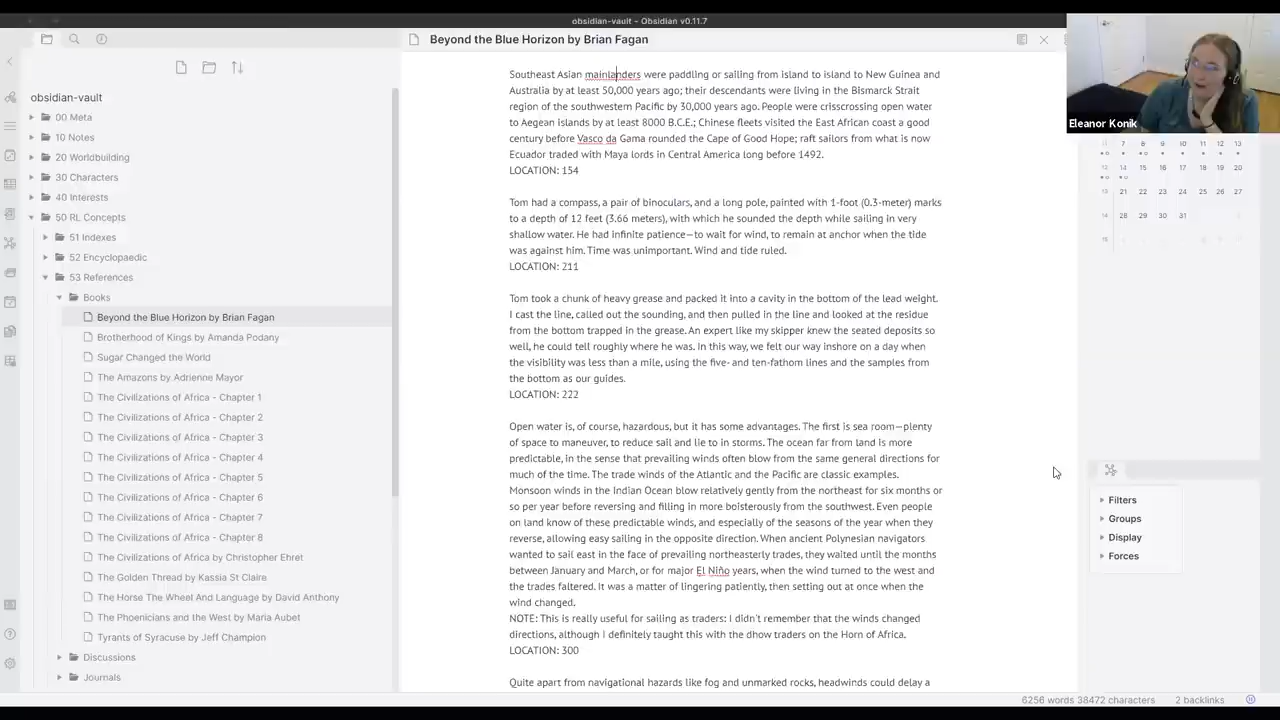 obsidian-vault - Obsidian v0.11.7
Beyond the Blue Horizon by Brian Fagan
Eleanor Konik
obsidian-vault
00 Meta
10 Notes
20 Worldbuilding
30 Characters
40 Interests
50 RL Concepts
51 Indexes
52 Encyclopaedic
53 References
Books
Beyond the Blue Horizon by Brian Fagan
Brotherhood of Kings by Amanda Podany
Sugar Changed the World
The Amazons by Adrienne Mayor
The Civilizations of Africa - Chapter 1
The Civilizations of Africa - Chapter 2
The Civilizations of Africa - Chapter 3
The Civilizations of Africa - Chapter 4
The Civilizations of Africa - Chapter 5
The Civilizations of Africa - Chapter 6
The Civilizations of Africa - Chapter 7
The Civilizations of Africa - Chapter 8
The Civilizations of Africa by Christopher Ehret
The Golden Thread by Kassia St Claire
The Horse The Wheel And Language by David Anthony
The Phoenicians and the West by Maria Aubet
Tyrants of Syracuse by Jeff Champion
Discussions
Journals
Southeast Asian mainlanders were paddling or sailing from island to island to New Guinea and
Australia by at least 50,000 years ago; their descendants were living in the Bismarck Strait
region of the southwestern Pacific by 30,000 years ago. People were crisscrossing open water
to Aegean islands by at least 8000 B.C.E.; Chinese fleets visited the East African coast a good
century before Vasco da Gama rounded the Cape of Good Hope; raft sailors from what is now
Ecuador traded with Maya lords in Central America long before 1492.
LOCATION: 154
Tom had a compass, a pair of binoculars, and a long pole, painted with 1-foot (0.3-meter) marks
to a depth of 12 feet (3.66 meters), with which he sounded the depth while sailing in very
shallow water. He had infinite patience—to wait for wind, to remain at anchor when the tide
was against him. Time was unimportant. Wind and tide ruled.
LOCATION: 211
Tom took a chunk of heavy grease and packed it into a cavity in the bottom of the lead weight.
I cast the line, called out the sounding, and then pulled in the line and looked at the residue
from the bottom trapped in the grease. An expert like my skipper knew the seated deposits so
well, he could tell roughly where he was. In this way, we felt our way inshore on a day when
the visibility was less than a mile, using the five- and ten-fathom lines and the samples from
the bottom as our guides.
LOCATION: 222
Open water is, of course, hazardous, but it has some advantages. The first is sea room—plenty
of space to maneuver, to reduce sail and lie to in storms. The ocean far from land is more
predictable, in the sense that prevailing winds often blow from the same general directions for
much of the time. The trade winds of the Atlantic and the Pacific are classic examples.
Monsoon winds in the Indian Ocean blow relatively gently from the northeast for six months or
so per year before reversing and filling in more boisterously from the southwest. Even people
on land know of these predictable winds, and especially of the seasons of the year when they
reverse, allowing easy sailing in the opposite direction. When ancient Polynesian navigators
wanted to sail east in the face of prevailing northeasterly trades, they waited until the months
between January and March, or for major El Niño years, when the wind turned to the west and
the trades faltered. It was a matter of lingering patiently, then setting out at once when the
wind changed.
NOTE: This is really useful for sailing as traders: I didn't remember that the winds changed
directions, although I definitely taught this with the dhow traders on the Horn of Africa.
LOCATION: 300
Quite apart from navigational hazards like fog and unmarked rocks, headwinds could delay a
11 7 8 9 10 11 12 13
12 14 15 16 17 18 19 20
13 21 22 23 24 25 26 27
14 28 29 30 31
15
Filters
Groups
Display
Forces
6256 words 38472 characters
2 backlinks